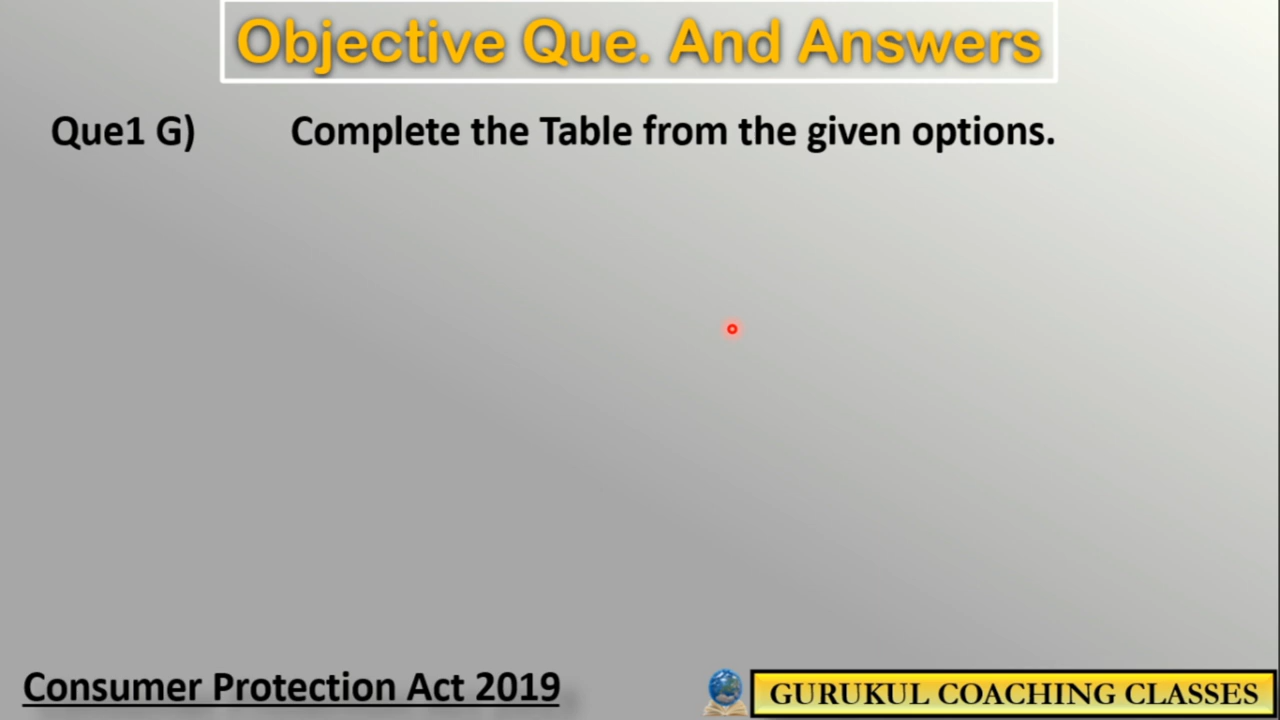 Objective Que. And Answers
Que1 G) Complete the Table from the given options.
Consumer Protection Act 2019
GURUKUL COACHING CLASSES